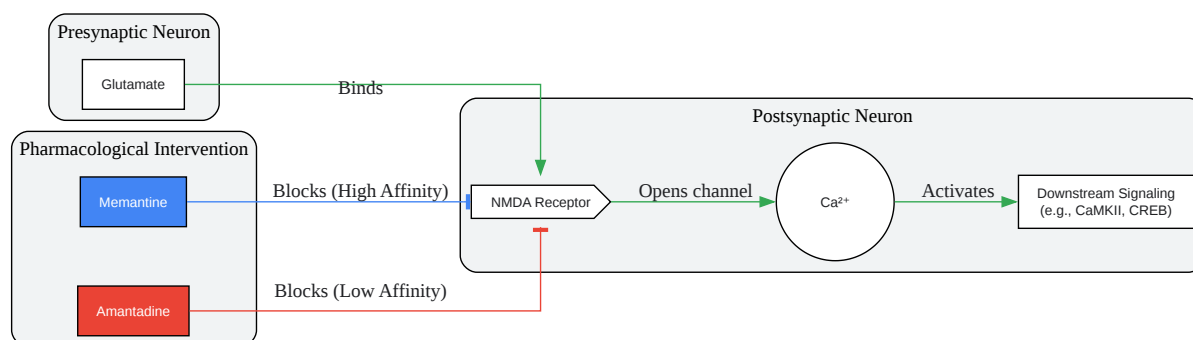 Presynaptic Neuron
Glutamate
Binds
Pharmacological Intervention
Memantine
Blocks (High Affinity)
Amantadine
Blocks (Low Affinity)
Postsynaptic Neuron
NMDA Receptor
Opens channel
Ca²⁺
Activates
Downstream Signaling
(e.g., CaMKII, CREB)